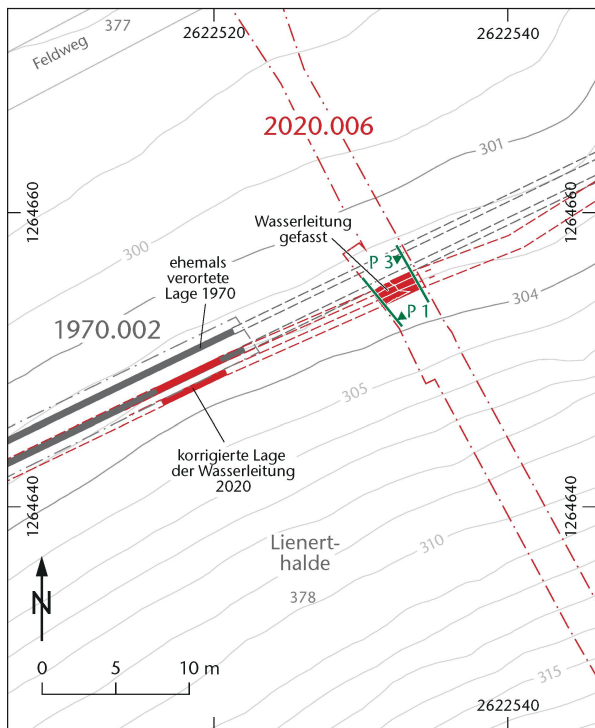 2622520
2622540
377
Feldweg
2020.006
301
1264660
1264660
Wasserleitung
gefasst
300
P 3
ehemals
verortete
Lage 1970
304
1970.002
P 1
305
korrigierte Lage
der Wasserleitung
2020
1264640
1264640
Lienert-
halde
310
378
N
0 5 10 m
315
2622540